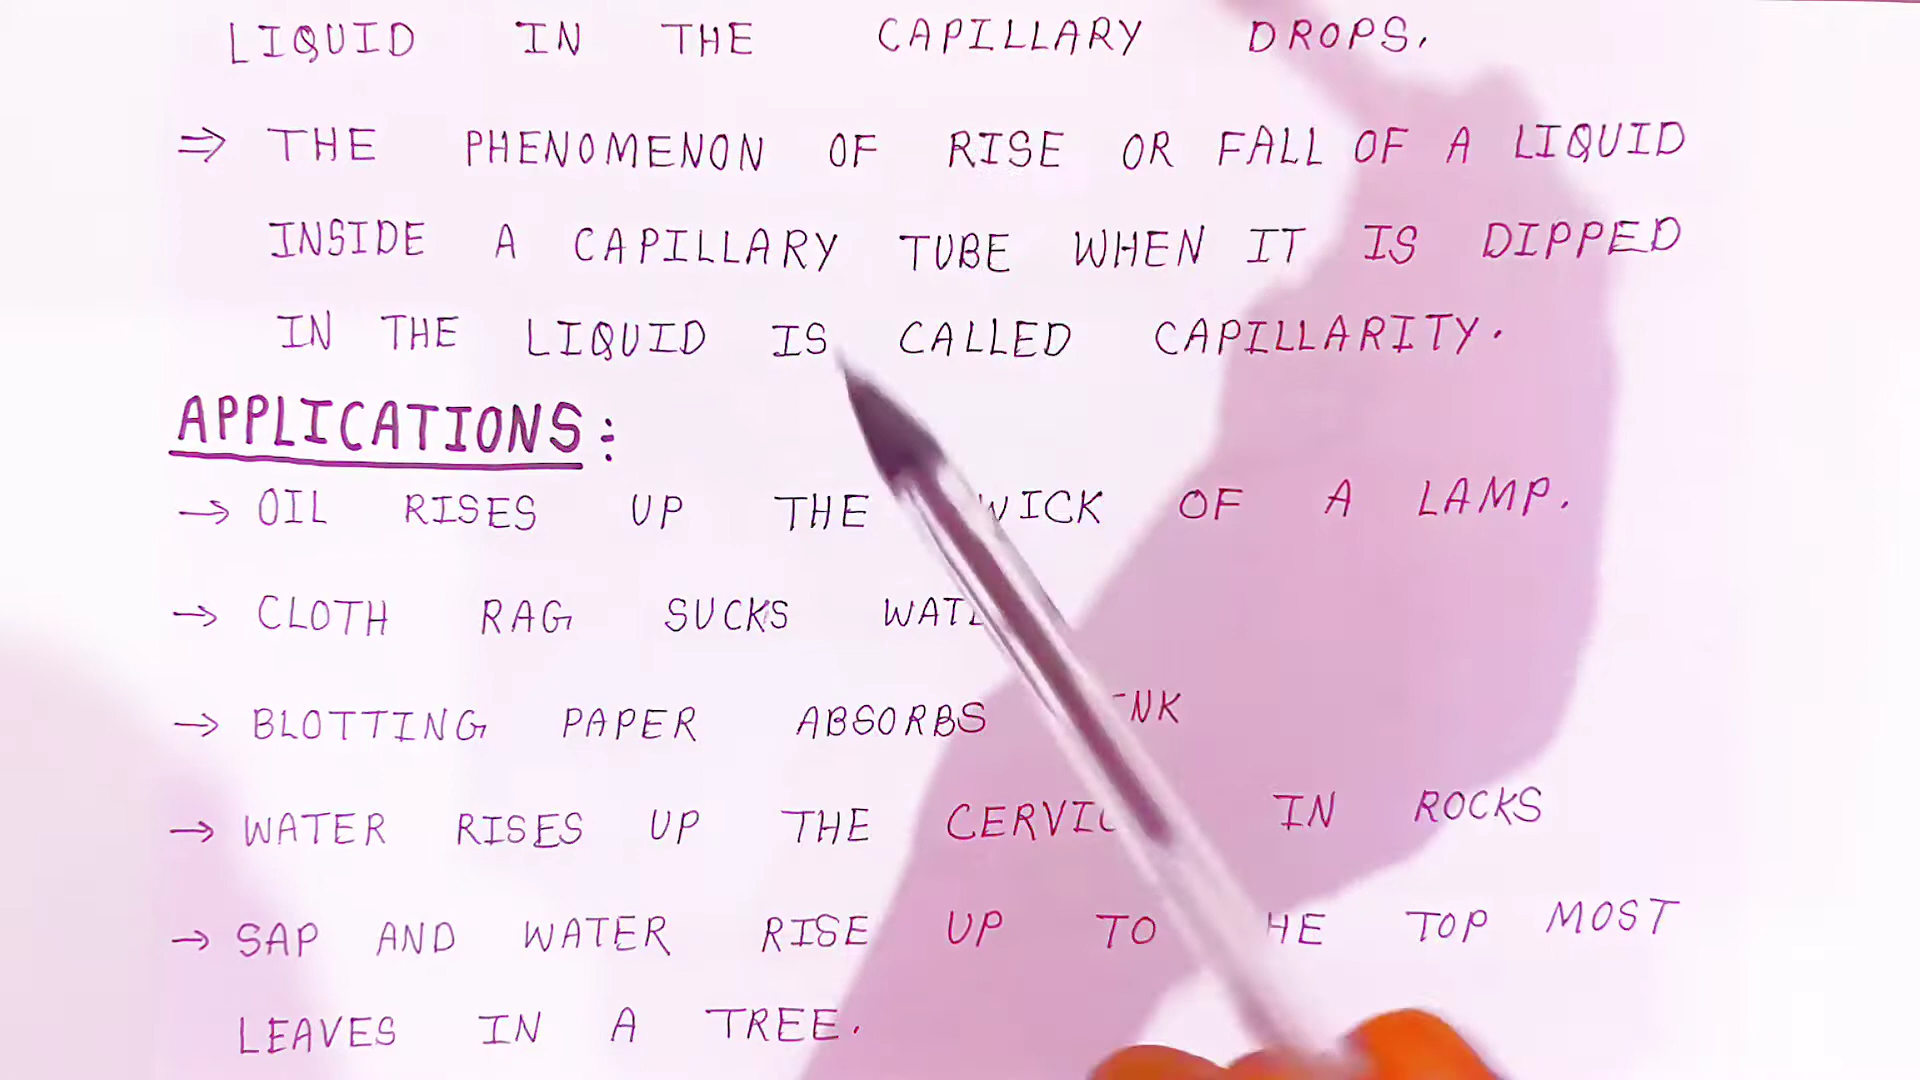 LIQUID IN THE CAPILLARY DROPS.
⇒ THE PHENOMENON OF RISE OR FALL OF A LIQUID
INSIDE A CAPILLARY TUBE WHEN IT IS DIPPED
IN THE LIQUID IS CALLED CAPILLARITY.
APPLICATIONS:
→ OIL RISES UP THE WICK OF A LAMP.
→ CLOTH RAG SUCKS
→ BLOTTING PAPER ABSORBS
→ WATER RISES UP THE IN ROCKS
→ SAP AND WATER RISE UP TO TOP MOST
LEAVES IN A TREE.